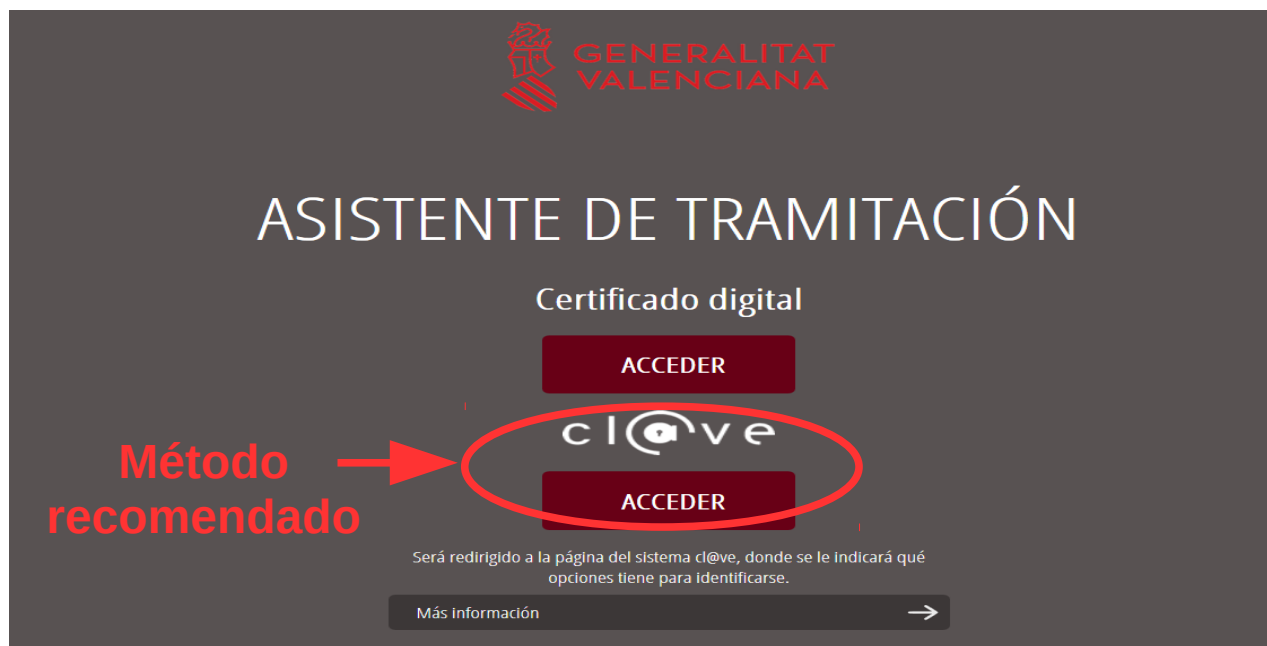 GENERALITAT
VALENCIANA
ASISTENTE DE TRAMITACIÓN
Certificado digital
ACCEDER
cl@ve
Método
recomendado
ACCEDER
Será redirigido a la página del sistema cl@ve, donde se le indicará qué
opciones tiene para identificarse.
Más información